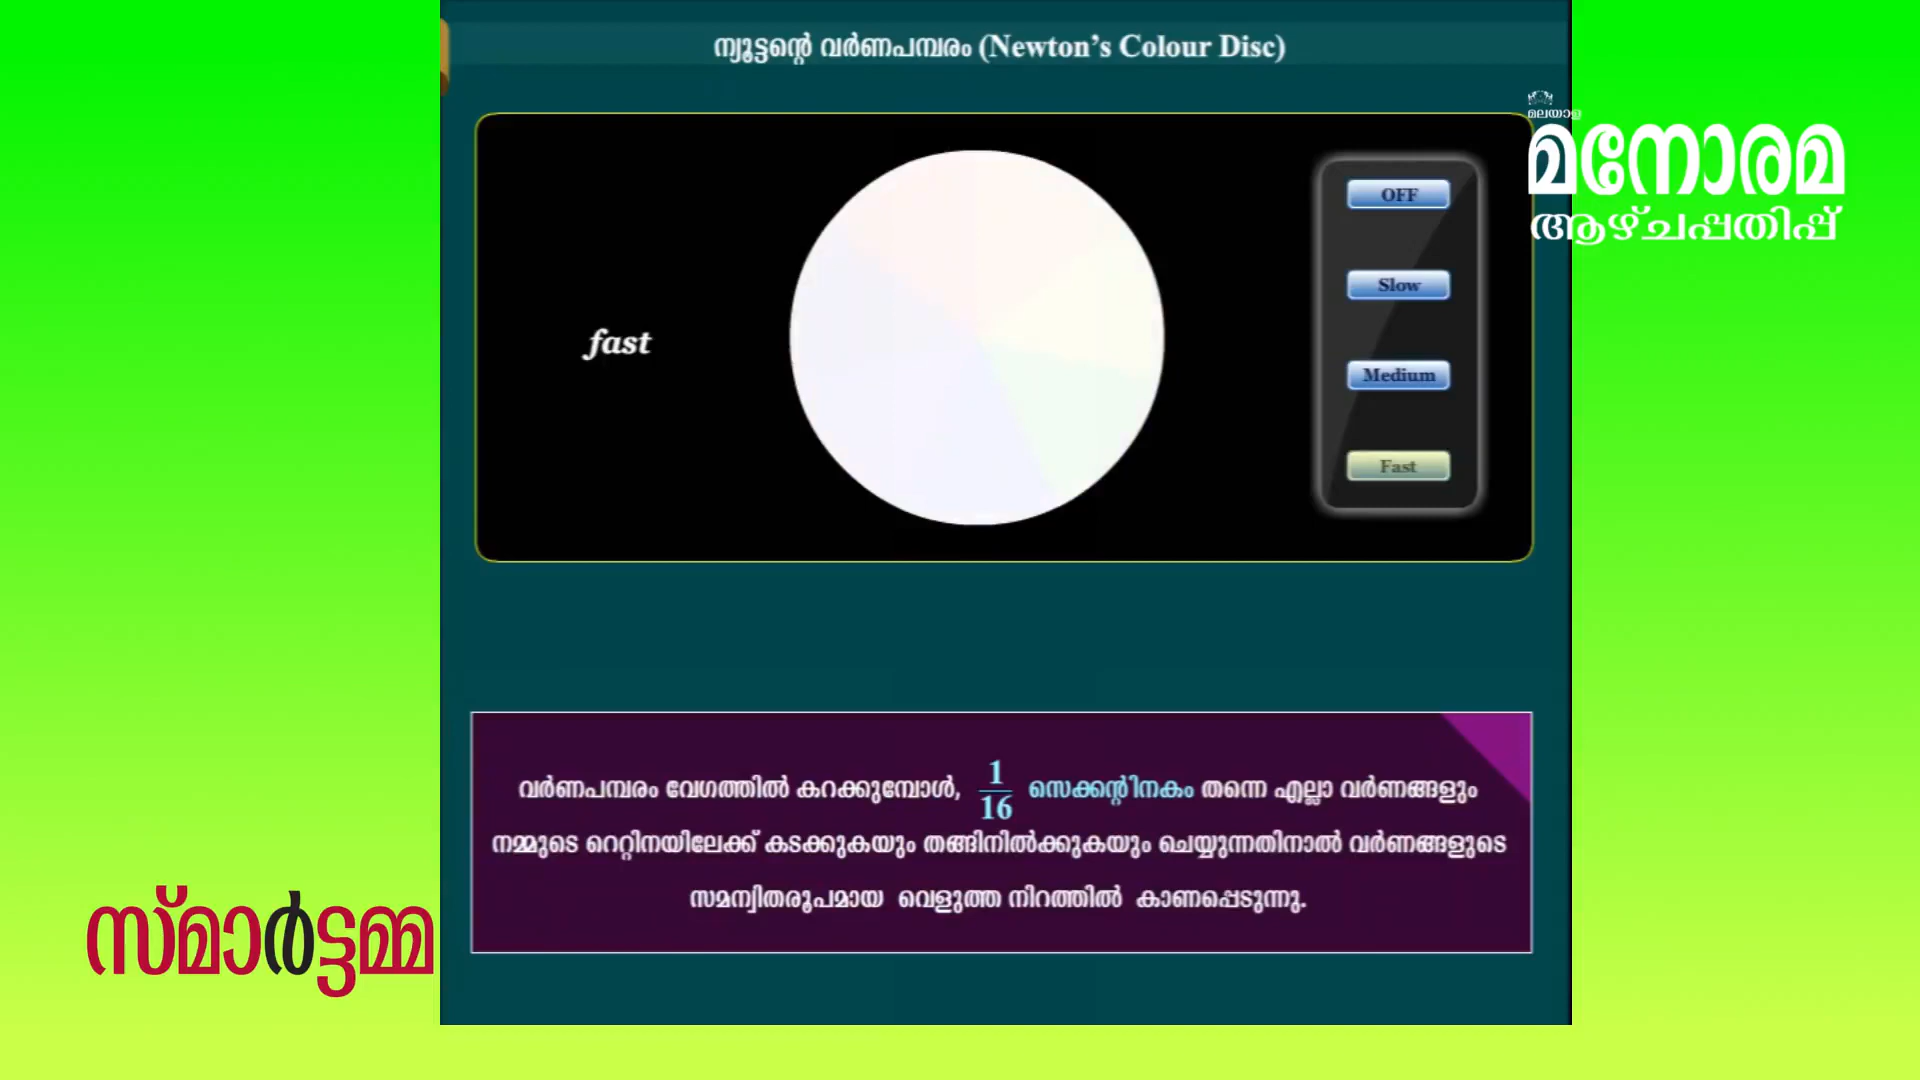 ന്യൂട്ടന്റെ വർണപമ്പരം (Newton’s Colour Disc)
മലയാള
മനോരമ
ആഴ്ചപ്പതിപ്പ്
OFF
Slow
fast
Medium
Fast
വർണപമ്പരം വേഗത്തിൽ കറക്കുമ്പോൾ, 1/16 സെക്കന്റിനകം തന്നെ എല്ലാ വർണങ്ങളും
നമ്മുടെ റെറ്റിനയിലേക്ക് കടക്കുകയും തങ്ങിനിൽക്കുകയും ചെയ്യുന്നതിനാൽ വർണങ്ങളുടെ
സമന്വിതരൂപമായ വെളുത്ത നിറത്തിൽ കാണപ്പെടുന്നു.
സ്മാർട്ടമ്മ